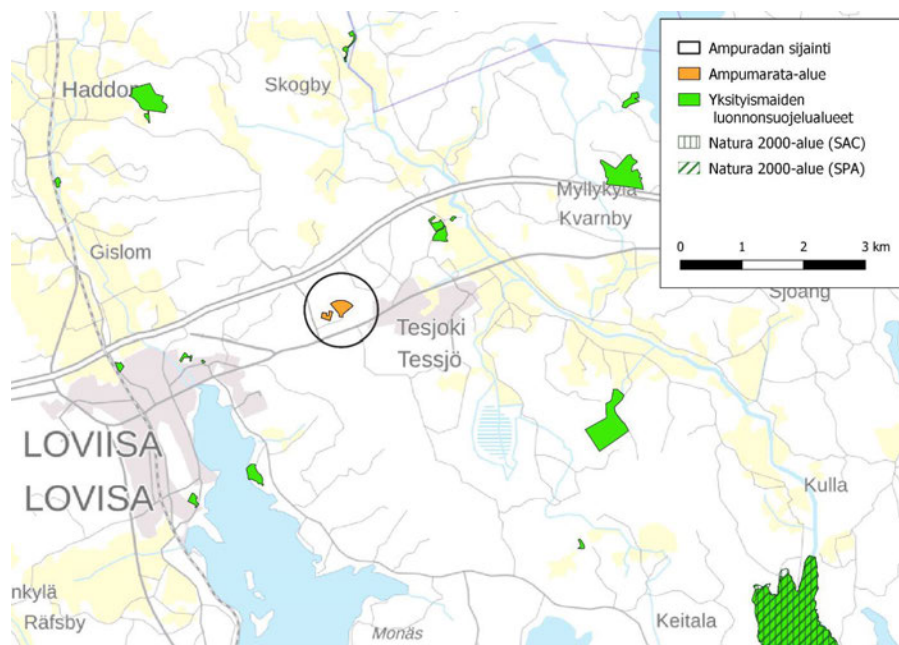 Ampuradan sijainti
Ampumarata-alue
Yksityismaiden
luonnonsuojelualueet
Natura 2000-alue (SAC)
Natura 2000-alue (SPA)
0 1 2 3 km
Haddom
Skogby
Myllykylä
Kvarnby
Gislom
Sjöäng
Tesjoki
Tessjö
LOVIISA
LOVISA
Kulla
nkylä
Räfsby
Monäs
Keitala